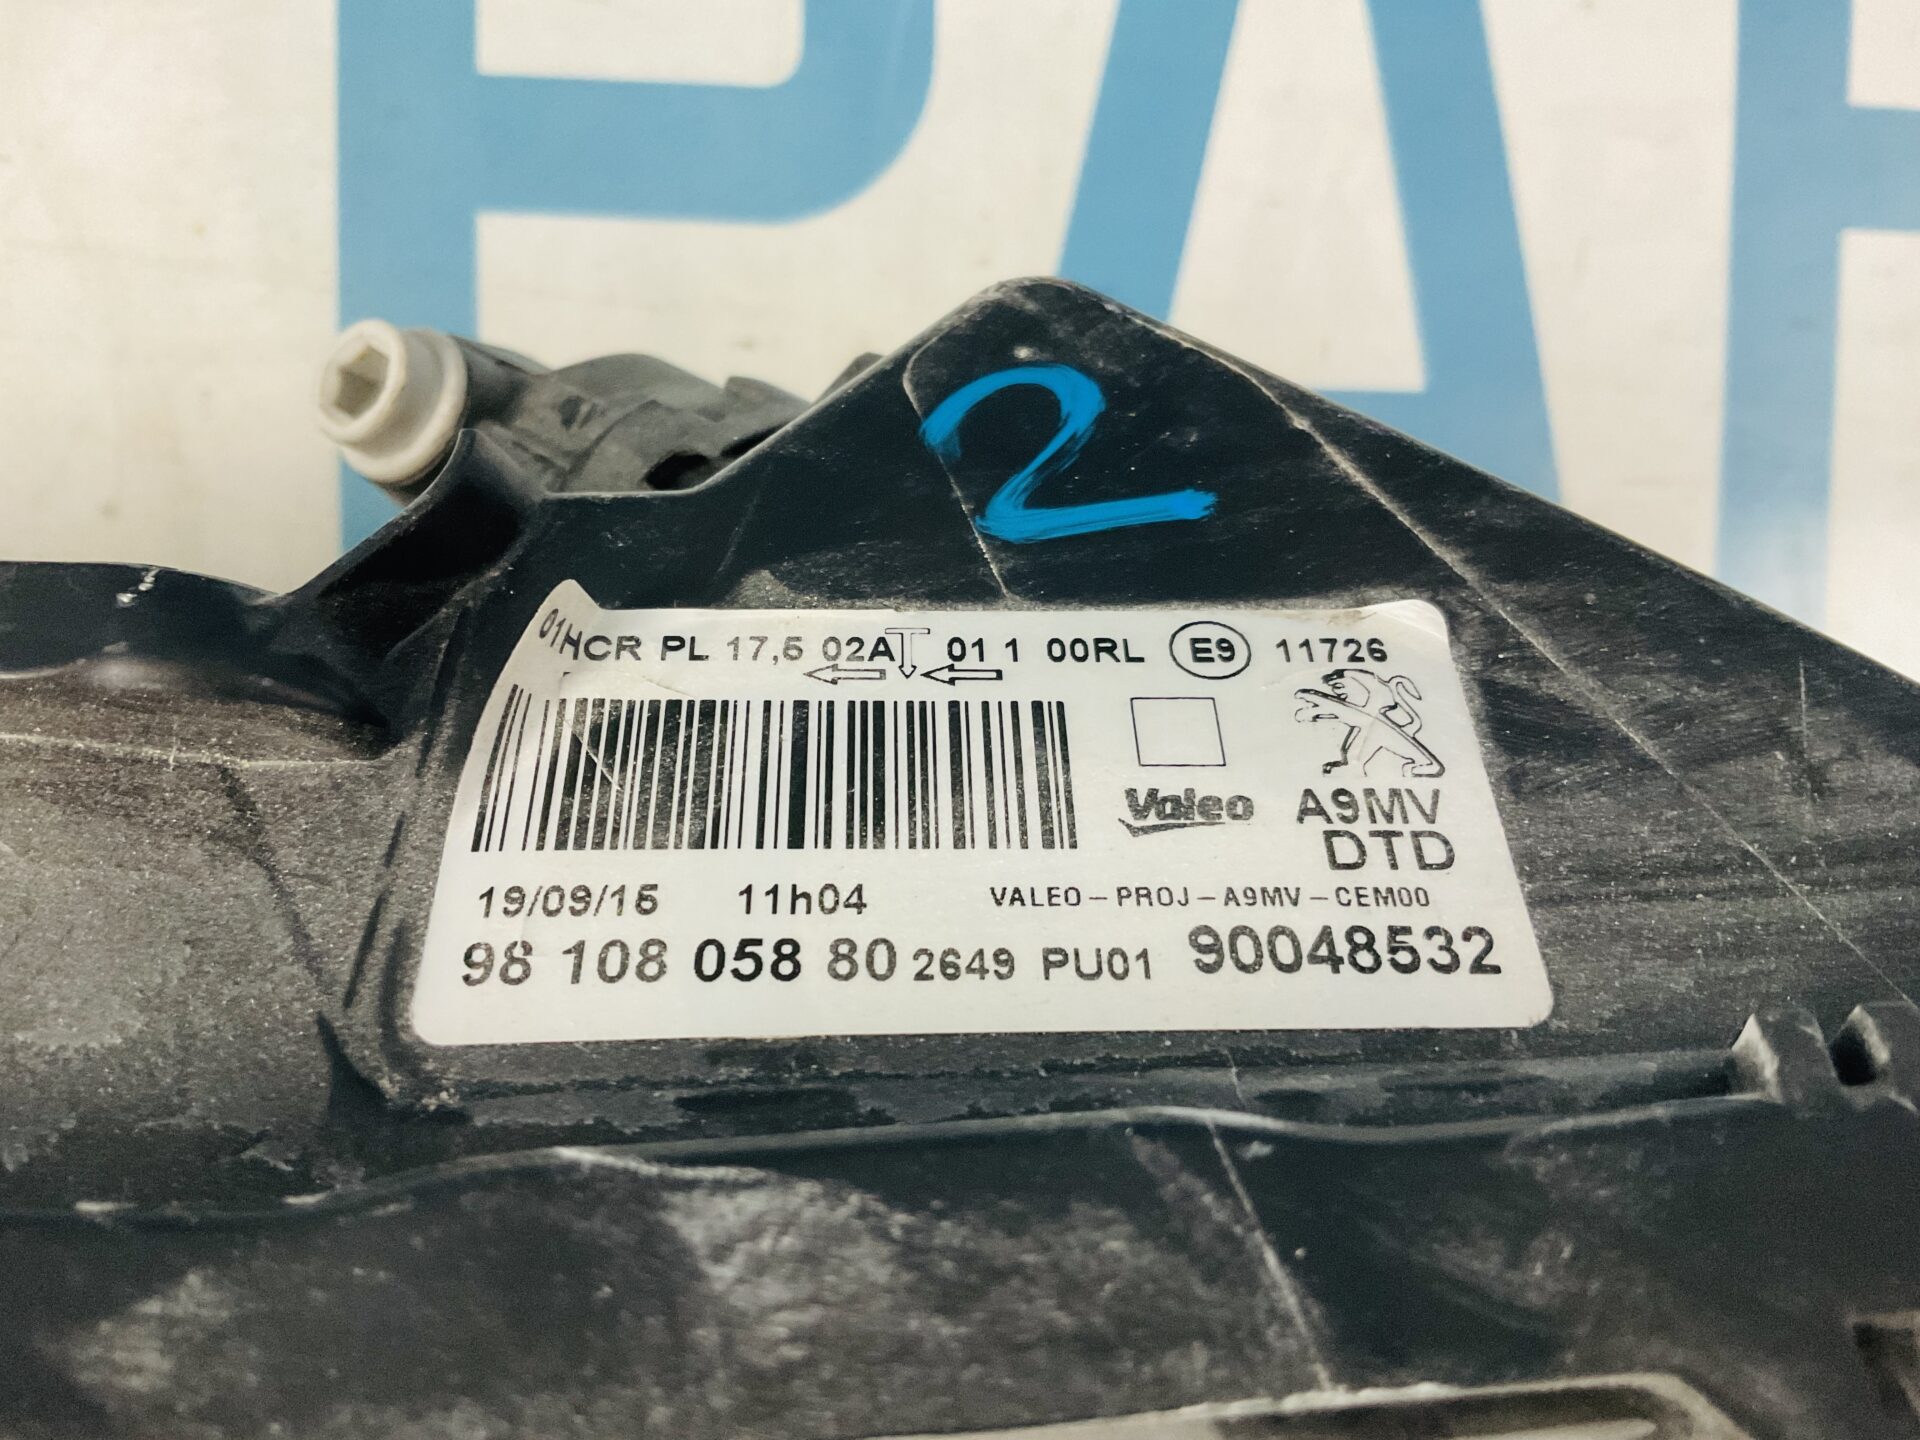 PAR
2
01HCR PL 17,5 02A 01 1 00RL E9 11726
Valeo A9MV
DTD
19/09/15 11h04 VALEO-PROJ-A9MV-CEM00
98 108 058 80 2649 PU01 90048532